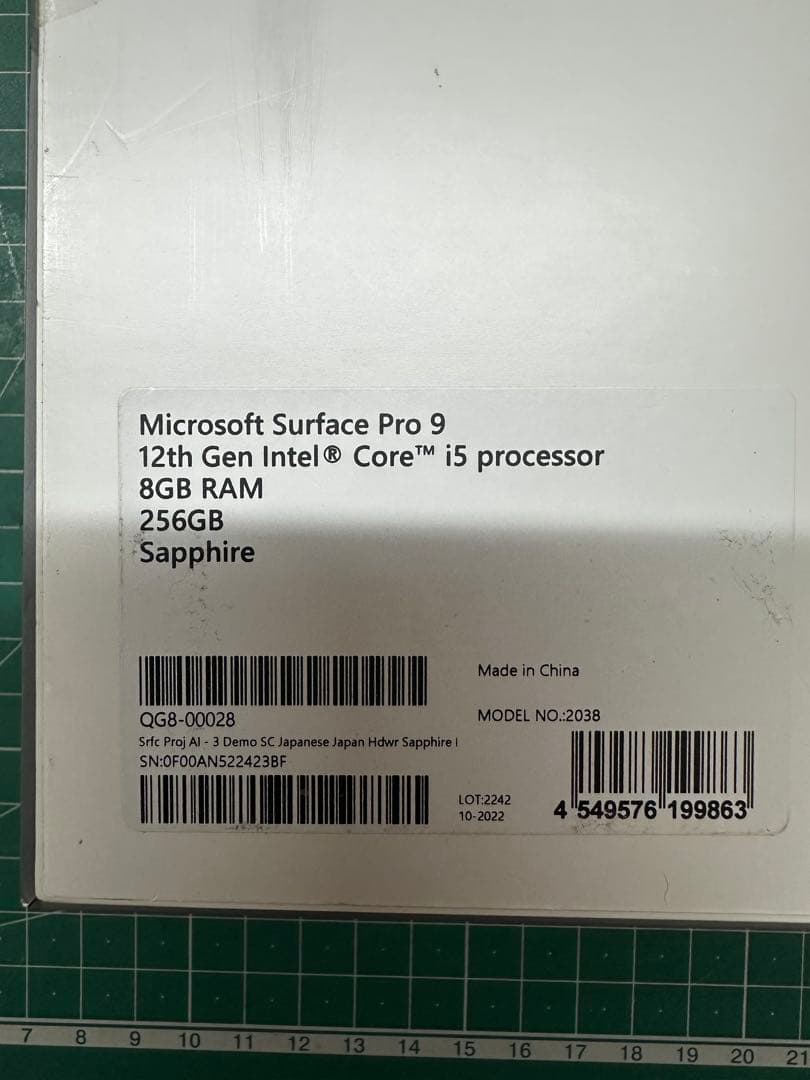 Microsoft Surface Pro 9
12th Gen Intel® Core™ i5 processor
8GB RAM
256GB
Sapphire
QG8-00028
Srfc Proj AI - 3 Demo SC Japanese Japan Hdwr Sapphire I
SN:0F00AN522423BF
Made in China
MODEL NO.:2038
LOT:2242
10-2022
4 549576 199863
7 8 9 10 11 12 13 14 15 16 17 18 19 20 21